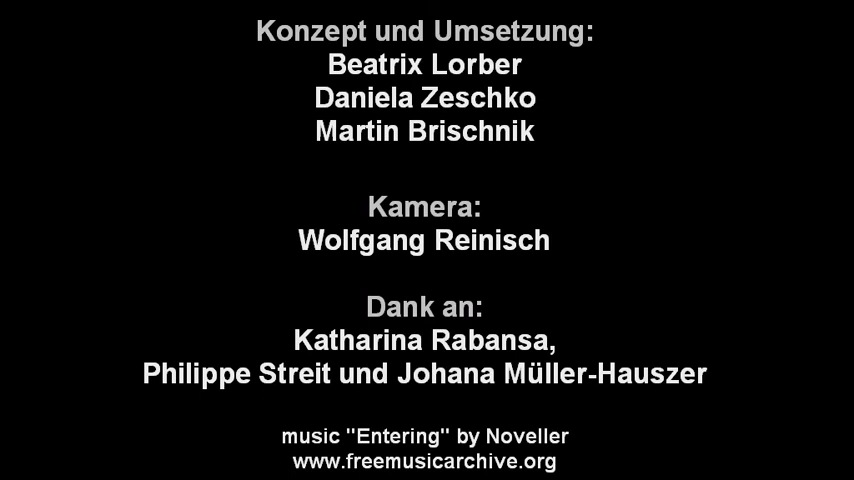 Konzept und Umsetzung:
Beatrix Lorber
Daniela Zeschko
Martin Brischnik
Kamera:
Wolfgang Reinisch
Dank an:
Katharina Rabansa,
Philippe Streit und Johana Müller-Hauszer
music "Entering" by Noveller
www.freemusicarchive.org